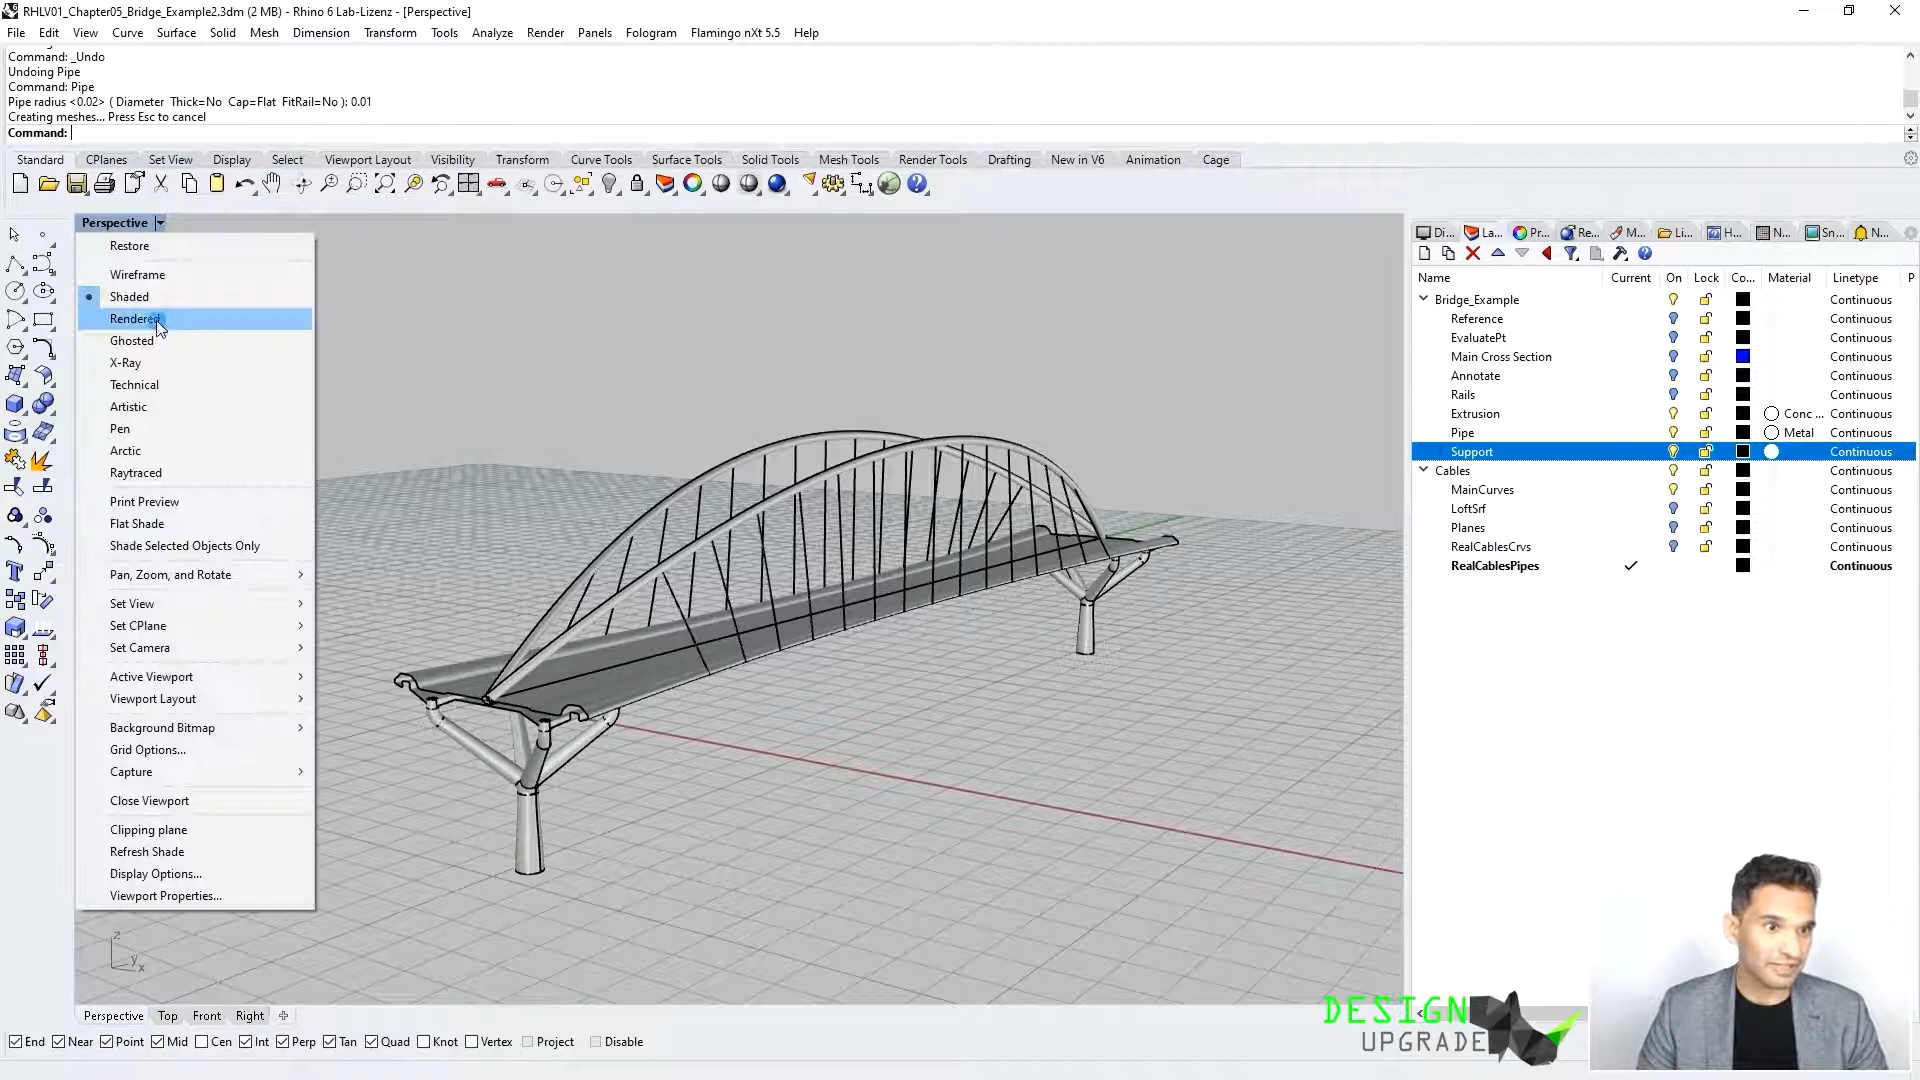 RHLV01_Chapter05_Bridge_Example2.3dm (2 MB) - Rhino 6 Lab-Lizenz - [Perspective]
File Edit View Curve Surface Solid Mesh Dimension Transform Tools Analyze Render Panels Fologram Flamingo nXt 5.5 Help
Command: _Undo
Undoing Pipe
Command: Pipe
Pipe radius <0.02> ( Diameter Thick=No Cap=Flat FitRail=No ): 0.01
Creating meshes... Press Esc to cancel
Command:
Standard CPlanes Set View Display Select Viewport Layout Visibility Transform Curve Tools Surface Tools Solid Tools Mesh Tools Render Tools Drafting New in V6 Animation Cage
Perspective
Restore
Wireframe
Shaded
Rendered
Ghosted
X-Ray
Technical
Artistic
Pen
Arctic
Raytraced
Print Preview
Flat Shade
Shade Selected Objects Only
Pan, Zoom, and Rotate
Set View
Set CPlane
Set Camera
Active Viewport
Viewport Layout
Background Bitmap
Grid Options...
Capture
Close Viewport
Clipping plane
Refresh Shade
Display Options...
Viewport Properties...
z
y
x
Di... La... Pr... Re... M... Li... H... N... Sn... N...
Name Current On Lock Co... Material Linetype P
Bridge_Example Continuous
Reference Continuous
EvaluatePt Continuous
Main Cross Section Continuous
Annotate Continuous
Rails Continuous
Extrusion Conc ... Continuous
Pipe Metal Continuous
Support Continuous
Cables Continuous
MainCurves Continuous
LoftSrf Continuous
Planes Continuous
RealCablesCrvs Continuous
RealCablesPipes Continuous
Perspective Top Front Right
End Near Point Mid Cen Int Perp Tan Quad Knot Vertex Project Disable
DESIGN
UPGRADE